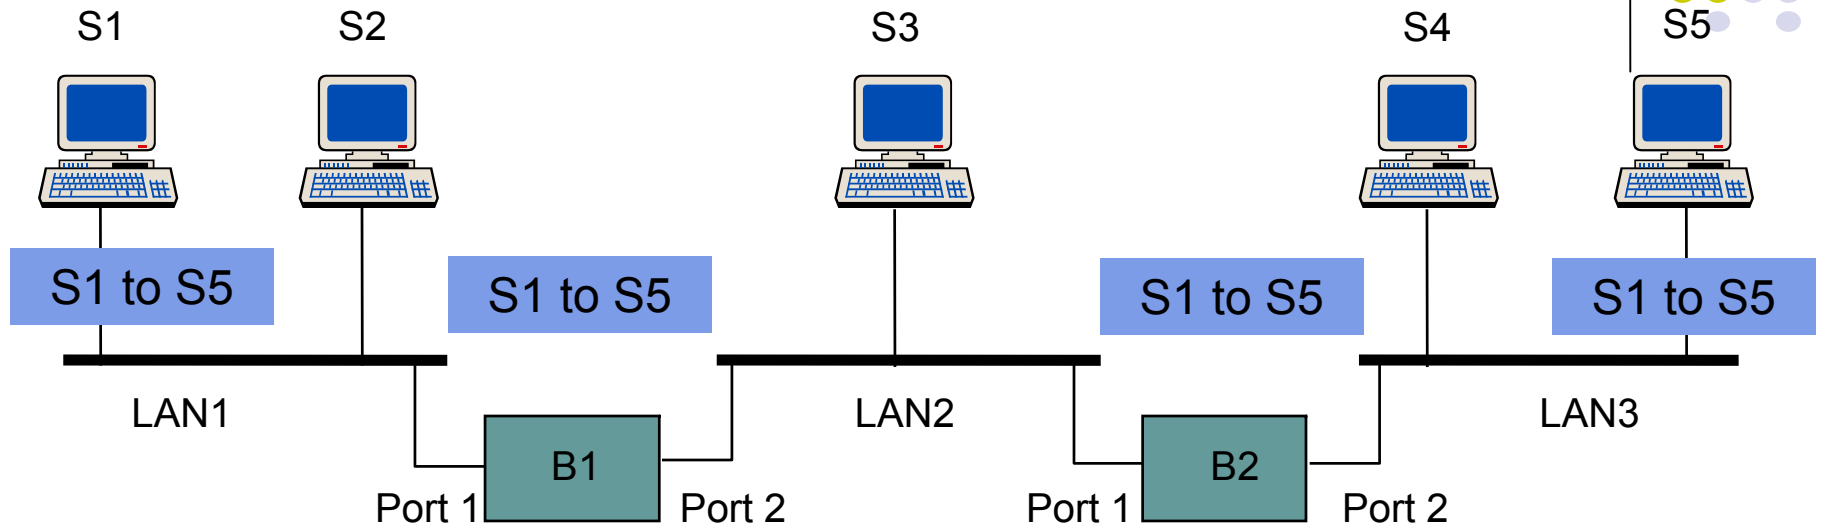 S1 S2 S3 S4 S5
S1 to S5 S1 to S5 S1 to S5 S1 to S5
LAN1 LAN2 LAN3
B1 B2
Port 1 Port 2 Port 1 Port 2